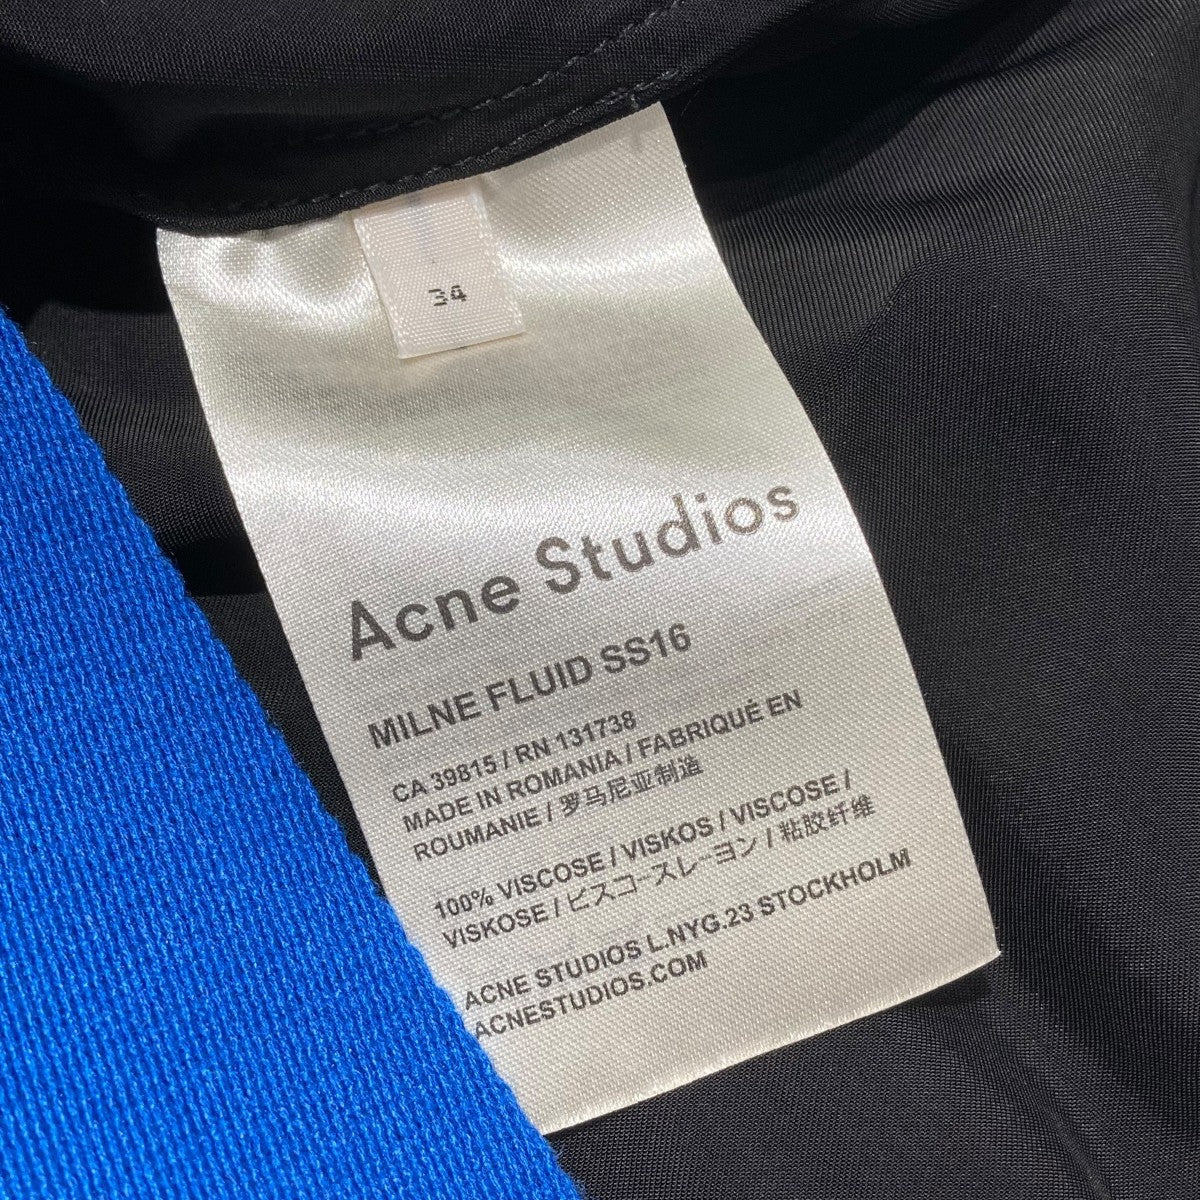 34
Acne Studios
MILNE FLUID SS16
CA 39815 / RN 131738
MADE IN ROMANIA / FABRIQUÉ EN
ROUMANIE / 罗马尼亚制造
100% VISCOSE / VISKOS / VISCOSE /
VISKOSE / ビスコースレーヨン / 粘胶纤维
ACNE STUDIOS L.NYG.23 STOCKHOLM
ACNESTUDIOS.COM